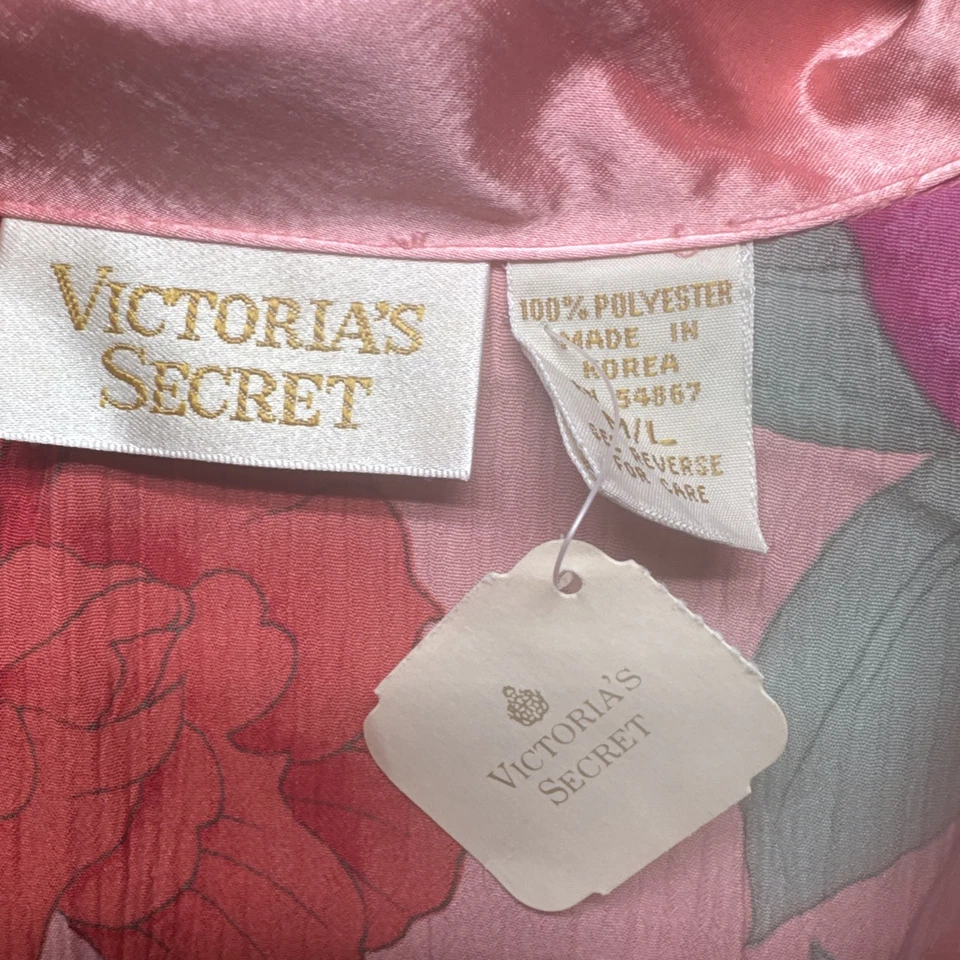 VICTORIA'S
SECRET
100% POLYESTER
MADE IN
KOREA
54867
M/L
REVERSE
FOR CARE
VICTORIA'S
SECRET